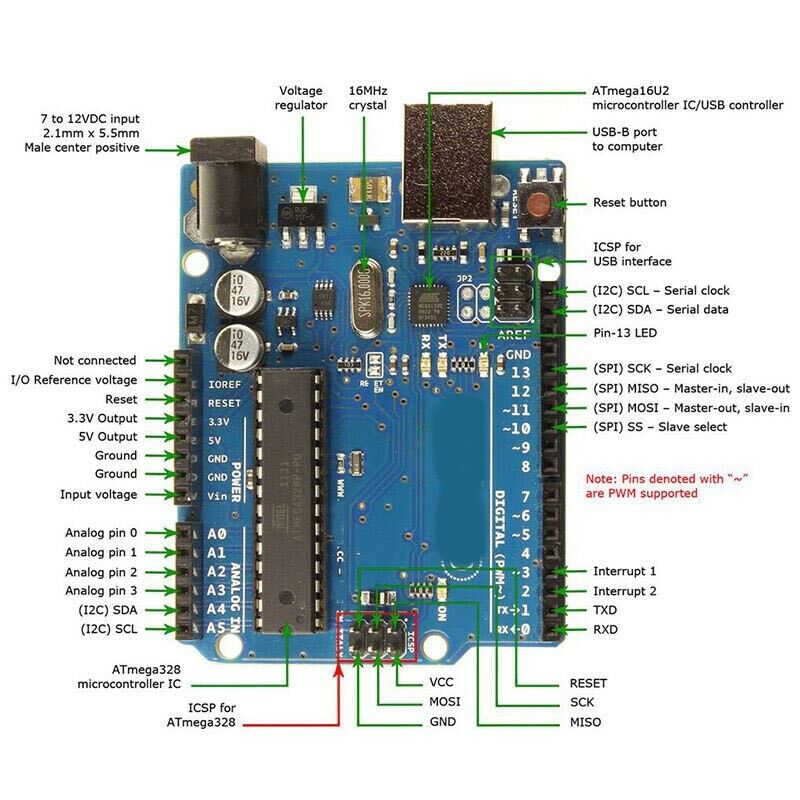 Voltage
regulator
16MHz
crystal
ATmega16U2
microcontroller IC/USB controller
7 to 12VDC input
2.1mm x 5.5mm
Male center positive
USB-B port
to computer
RESET
Reset button
ICSP for
USB interface
JP2
SPK16.000G
(I2C) SCL – Serial clock
(I2C) SDA – Serial data
47
16V
47
16V
AREF
Pin-13 LED
RX
TX
GND
Not connected
I/O Reference voltage
IOREF
Reset
RESET
3.3V Output
3.3V
5V Output
5V
Ground
GND
Ground
GND
Input voltage
Vin
POWER
RESET
EN
13
(SPI) SCK – Serial clock
12
(SPI) MISO – Master-in, slave-out
~11
(SPI) MOSI – Master-out, slave-in
~10
(SPI) SS – Slave select
~9
8
Note: Pins denoted with “~”
are PWM supported
7
~6
~5
4
~3
Interrupt 1
2
Interrupt 2
TX→1
TXD
RX←0
RXD
DIGITAL (PWM~)
Analog pin 0
A0
Analog pin 1
A1
Analog pin 2
A2
Analog pin 3
A3
(I2C) SDA
A4
(I2C) SCL
A5
ANALOG IN
ATMEL
ATMEGA328P-PU
WWW.
.CC -
ON
ICSP
ATmega328
microcontroller IC
ICSP for
ATmega328
VCC
MOSI
GND
RESET
SCK
MISO